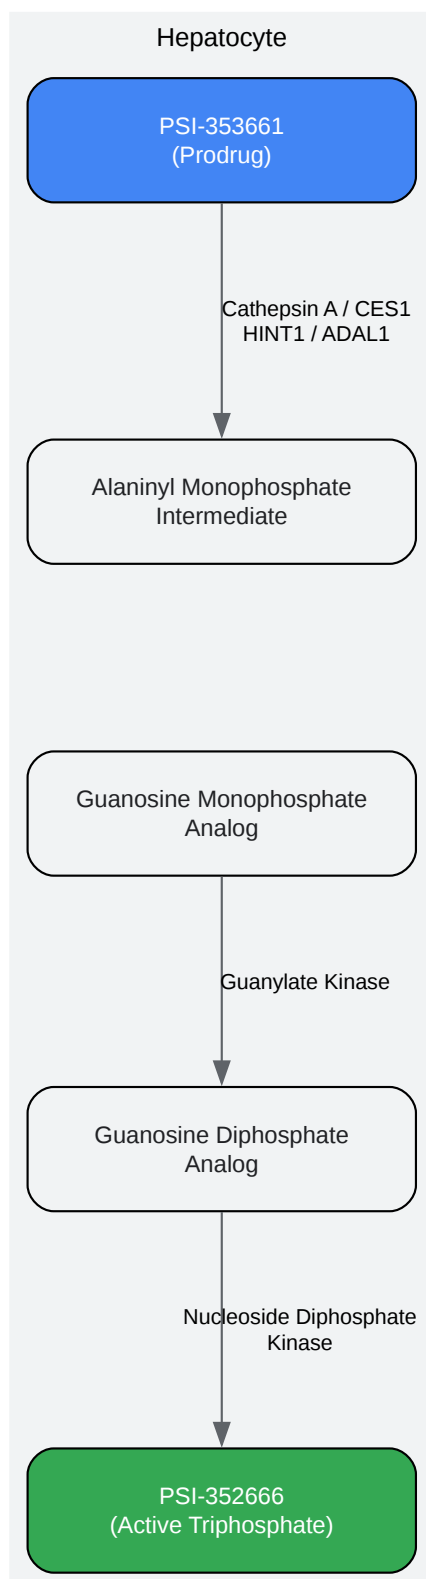 Hepatocyte
PSI-353661
(Prodrug)
Cathepsin A / CES1
HINT1 / ADAL1
Alaninyl Monophosphate
Intermediate
Guanosine Monophosphate
Analog
Guanylate Kinase
Guanosine Diphosphate
Analog
Nucleoside Diphosphate
Kinase
PSI-352666
(Active Triphosphate)